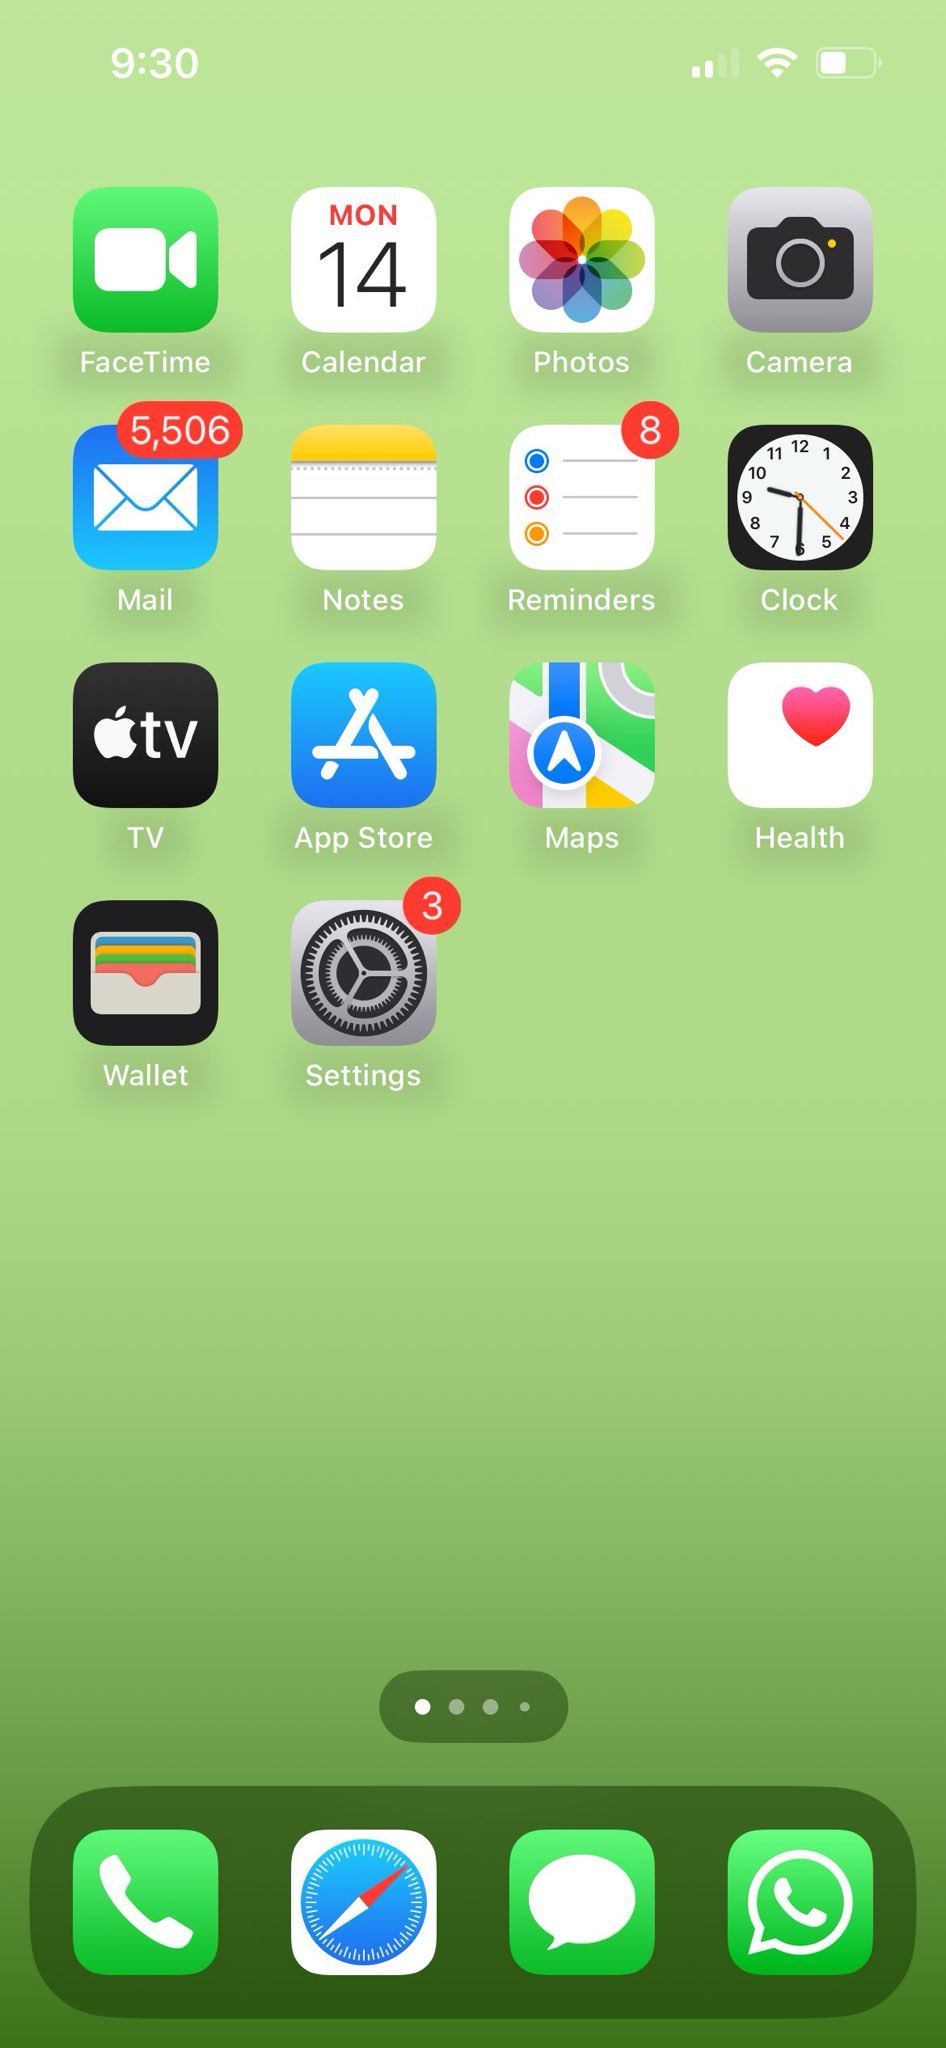 9:30
MON
14
FaceTime
Calendar
Photos
Camera
5,506
8
12
11
1
10
2
9
3
8
4
7
5
6
Mail
Notes
Reminders
Clock
tv
TV
App Store
Maps
Health
3
Wallet
Settings